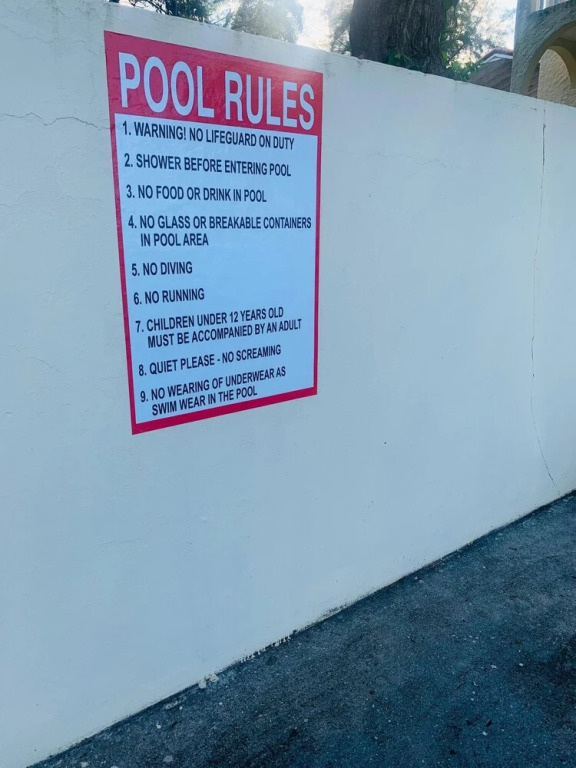 POOL RULES
1. WARNING! NO LIFEGUARD ON DUTY
2. SHOWER BEFORE ENTERING POOL
3. NO FOOD OR DRINK IN POOL
4. NO GLASS OR BREAKABLE CONTAINERS
IN POOL AREA
5. NO DIVING
6. NO RUNNING
7. CHILDREN UNDER 12 YEARS OLD
MUST BE ACCOMPANIED BY AN ADULT
8. QUIET PLEASE - NO SCREAMING
9. NO WEARING OF UNDERWEAR AS
SWIM WEAR IN THE POOL